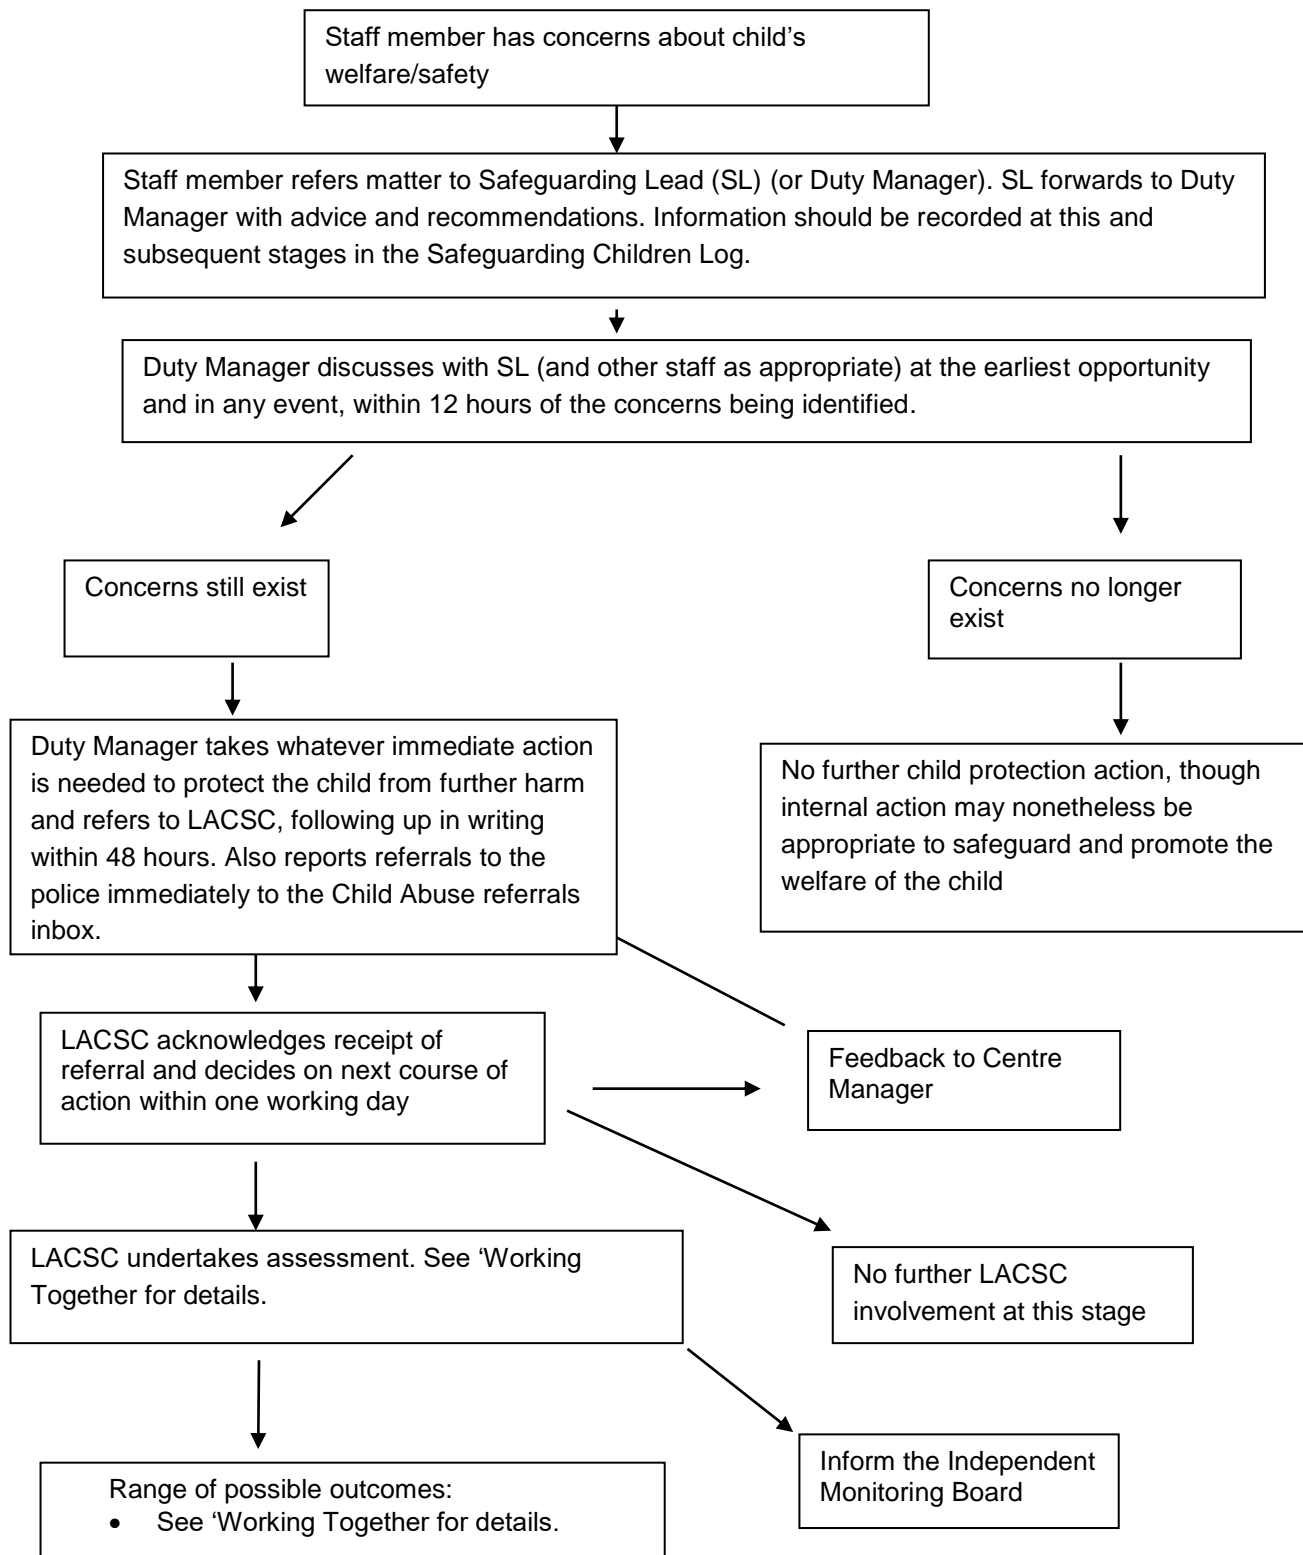 Staff member has concerns about child’s
welfare/safety
Staff member refers matter to Safeguarding Lead (SL) (or Duty Manager). SL forwards to Duty
Manager with advice and recommendations. Information should be recorded at this and
subsequent stages in the Safeguarding Children Log.
Duty Manager discusses with SL (and other staff as appropriate) at the earliest opportunity
and in any event, within 12 hours of the concerns being identified.
Concerns still exist
Concerns no longer
exist
Duty Manager takes whatever immediate action
is needed to protect the child from further harm
and refers to LACSC, following up in writing
within 48 hours. Also reports referrals to the
police immediately to the Child Abuse referrals
inbox.
No further child protection action, though
internal action may nonetheless be
appropriate to safeguard and promote the
welfare of the child
LACSC acknowledges receipt of
referral and decides on next course of
action within one working day
Feedback to Centre
Manager
LACSC undertakes assessment. See ‘Working
Together for details.
No further LACSC
involvement at this stage
Inform the Independent
Monitoring Board
Range of possible outcomes:
• See ‘Working Together for details.